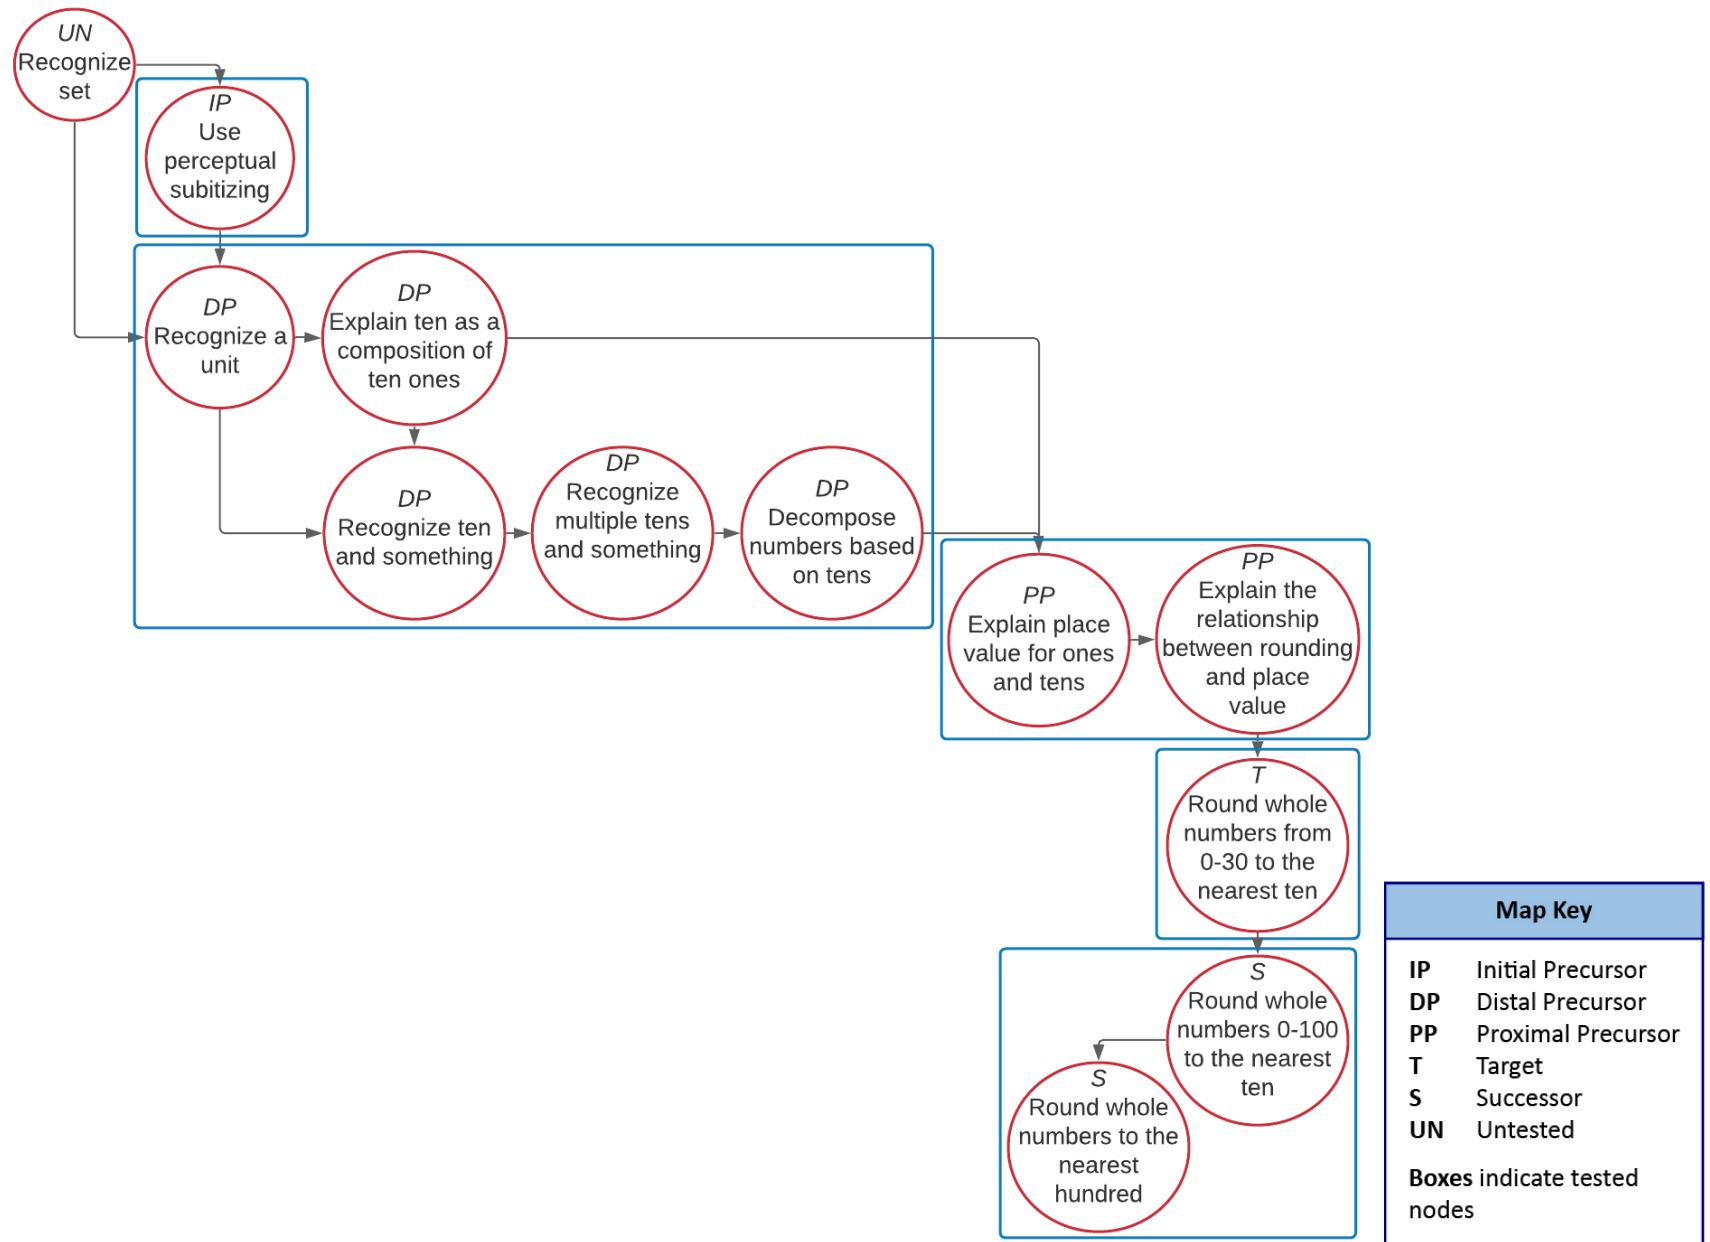 UN
Recognize
set
IP
Use
perceptual
subitizing
DP
Recognize a
unit
DP
Explain ten as a
composition of
ten ones
DP
Recognize ten
and something
DP
Recognize
multiple tens
and something
DP
Decompose
numbers based
on tens
PP
Explain place
value for ones
and tens
PP
Explain the
relationship
between rounding
and place
value
T
Round whole
numbers from
0-30 to the
nearest ten
S
Round whole
numbers 0-100
to the nearest
ten
S
Round whole
numbers to the
nearest
hundred
Map Key
IP Initial Precursor
DP Distal Precursor
PP Proximal Precursor
T Target
S Successor
UN Untested
Boxes indicate tested
nodes